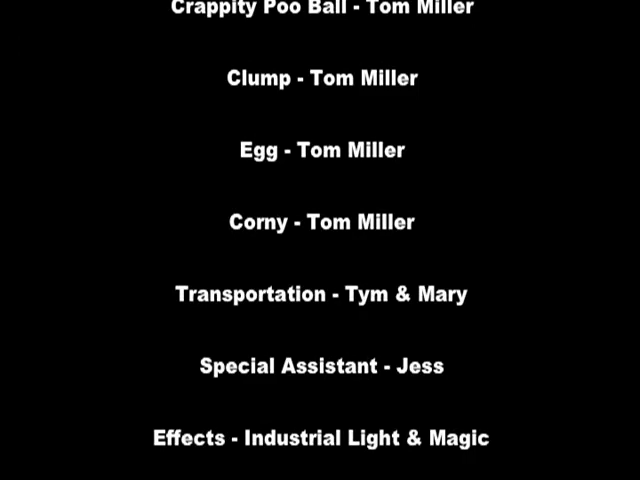 Crappity Poo Ball - Tom Miller
Clump - Tom Miller
Egg - Tom Miller
Corny - Tom Miller
Transportation - Tym & Mary
Special Assistant - Jess
Effects - Industrial Light & Magic